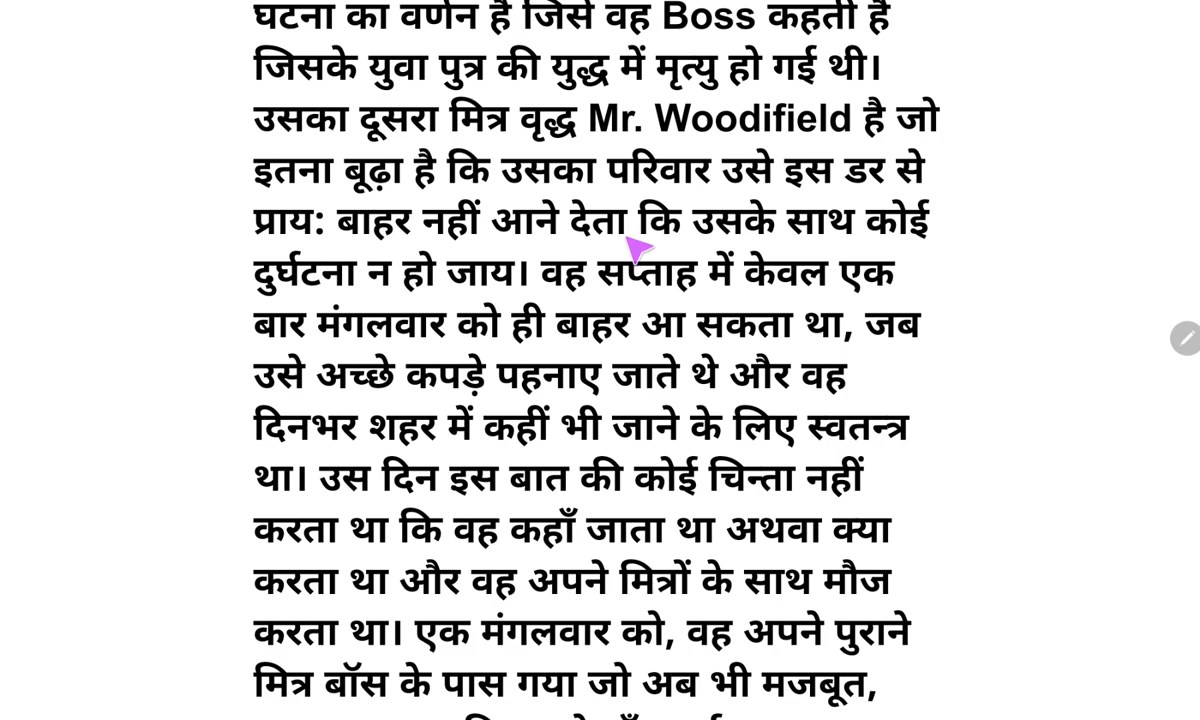 घटना का वर्णन है जिसे वह Boss कहती है
जिसके युवा पुत्र की युद्ध में मृत्यु हो गई थी।
उसका दूसरा मित्र वृद्ध Mr. Woodifield है जो
इतना बूढ़ा है कि उसका परिवार उसे इस डर से
प्राय: बाहर नहीं आने देता कि उसके साथ कोई
दुर्घटना न हो जाय। वह सप्ताह में केवल एक
बार मंगलवार को ही बाहर आ सकता था, जब
उसे अच्छे कपड़े पहनाए जाते थे और वह
दिनभर शहर में कहीं भी जाने के लिए स्वतन्त्र
था। उस दिन इस बात की कोई चिन्ता नहीं
करता था कि वह कहाँ जाता था अथवा क्या
करता था और वह अपने मित्रों के साथ मौज
करता था। एक मंगलवार को, वह अपने पुराने
मित्र बॉस के पास गया जो अब भी मजबूत,